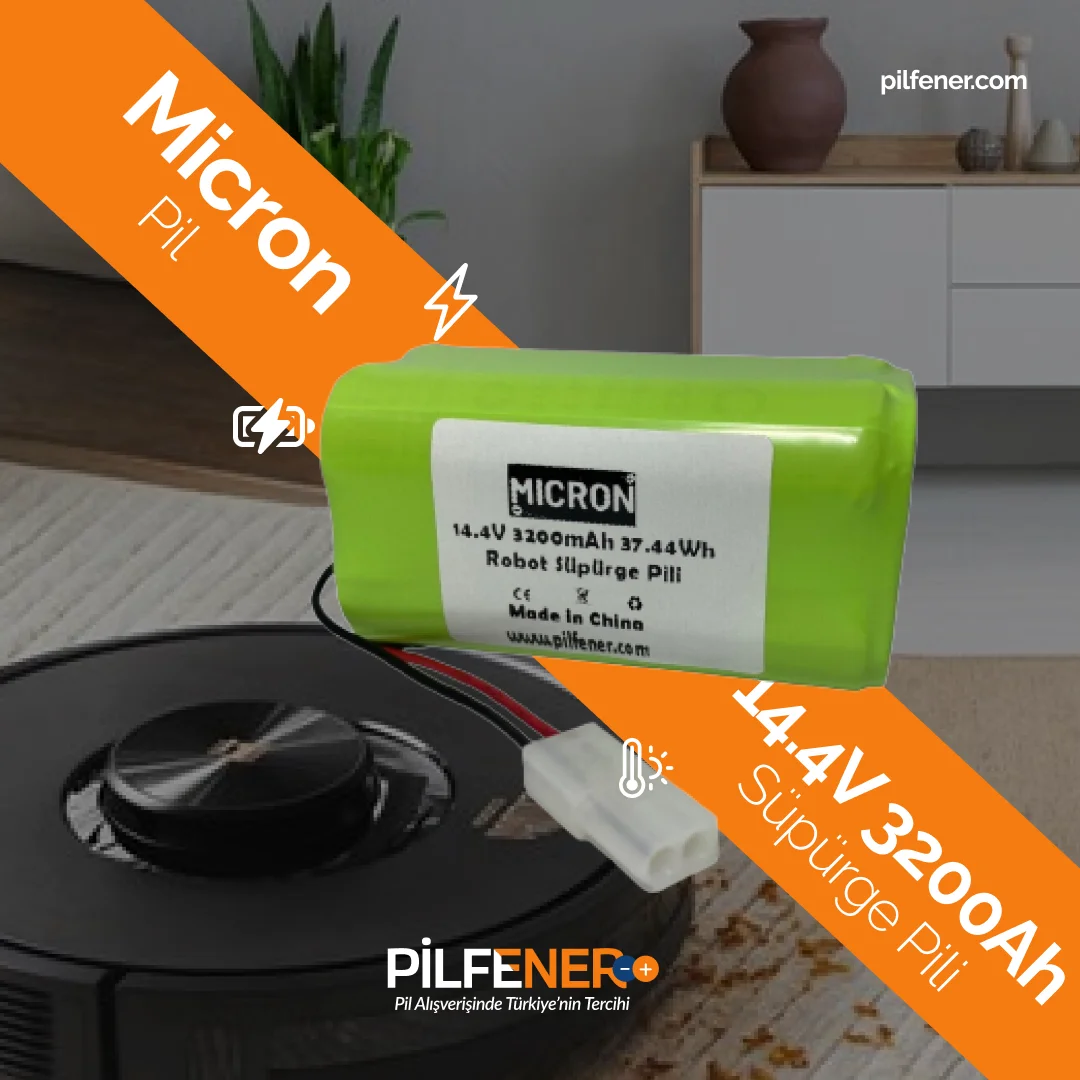 pilfener.com
Micron
Pil
MICRON
14.4V 3200mAh 37.44Wh
Robot Süpürge Pili
CE
Made in China
www.pilfener.com
14.4V 3200Ah
Süpürge Pili
PİLFENER
Pil Alışverişinde Türkiye'nin Tercihi